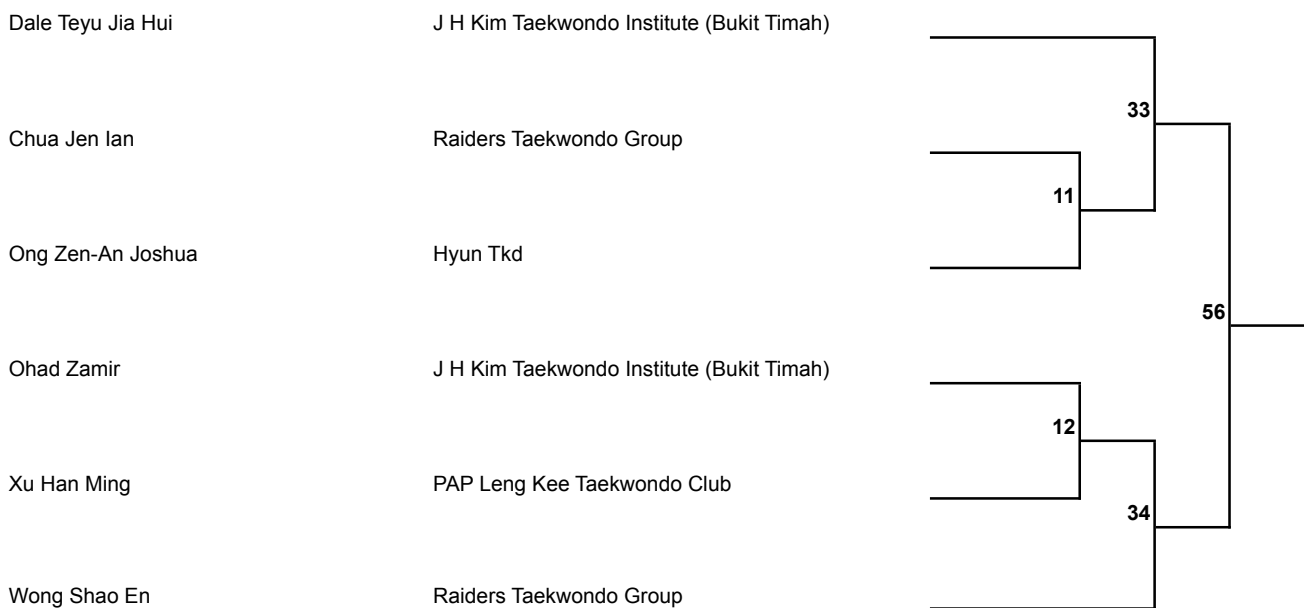 Dale Teyu Jia Hui J H Kim Taekwondo Institute (Bukit Timah)
33
Chua Jen Ian Raiders Taekwondo Group
11
Ong Zen-An Joshua Hyun Tkd
56
Ohad Zamir J H Kim Taekwondo Institute (Bukit Timah)
12
Xu Han Ming PAP Leng Kee Taekwondo Club
34
Wong Shao En Raiders Taekwondo Group